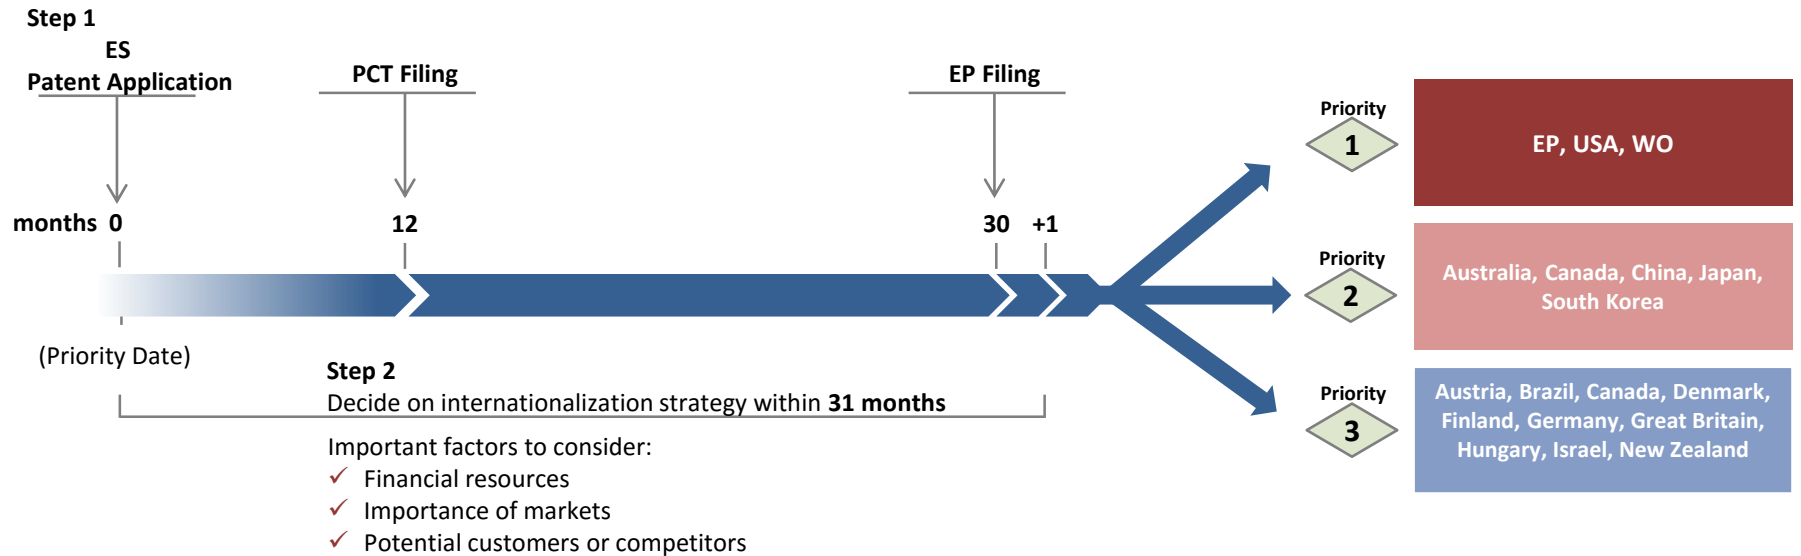 Step 1
ES
Patent Application
PCT Filing
EP Filing
months 0
12
30
+1
(Priority Date)
Step 2
Decide on internationalization strategy within 31 months
Important factors to consider:
✓ Financial resources
✓ Importance of markets
✓ Potential customers or competitors
Priority
1
EP, USA, WO
Priority
2
Australia, Canada, China, Japan,
South Korea
Priority
3
Austria, Brazil, Canada, Denmark,
Finland, Germany, Great Britain,
Hungary, Israel, New Zealand